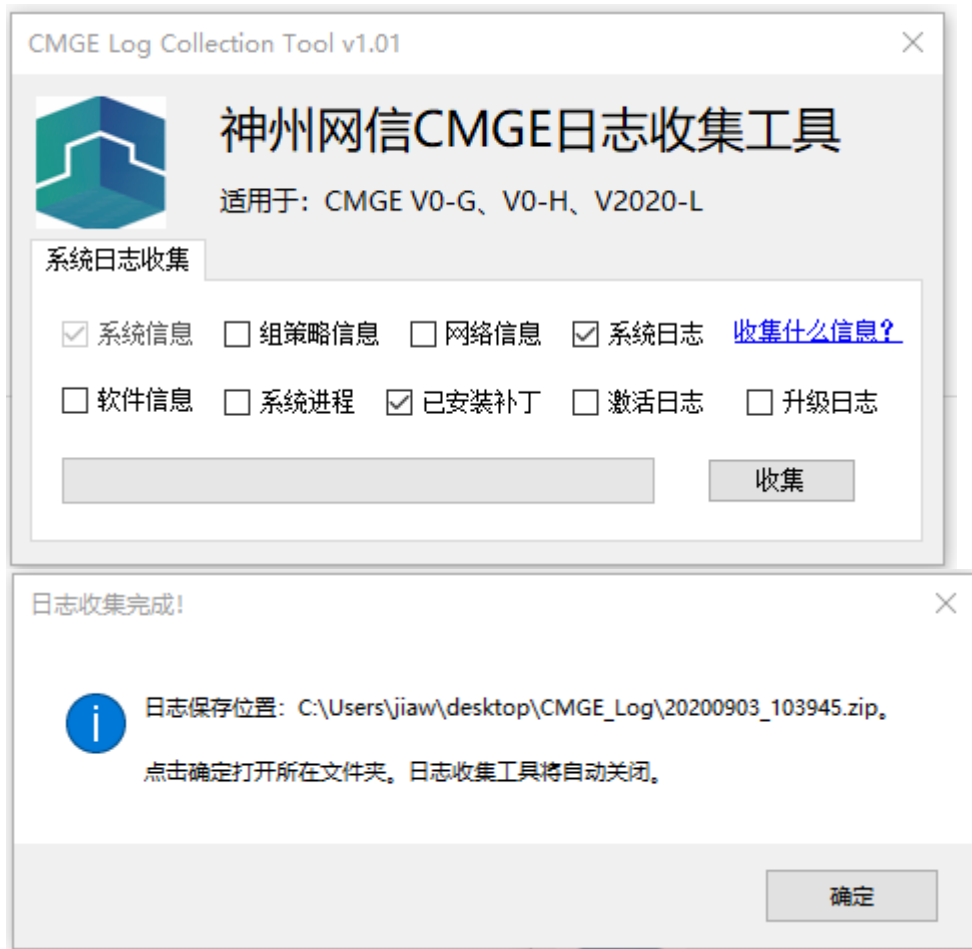 CMGE Log Collection Tool v1.01
神州网信CMGE日志收集工具
适用于：CMGE V0-G、V0-H、V2020-L
系统日志收集
系统信息 组策略信息 网络信息 系统日志 收集什么信息？
软件信息 系统进程 已安装补丁 激活日志 升级日志
收集
日志收集完成！
日志保存位置：C:\Users\jiaw\desktop\CMGE_Log\20200903_103945.zip。
点击确定打开所在文件夹。日志收集工具将自动关闭。
确定